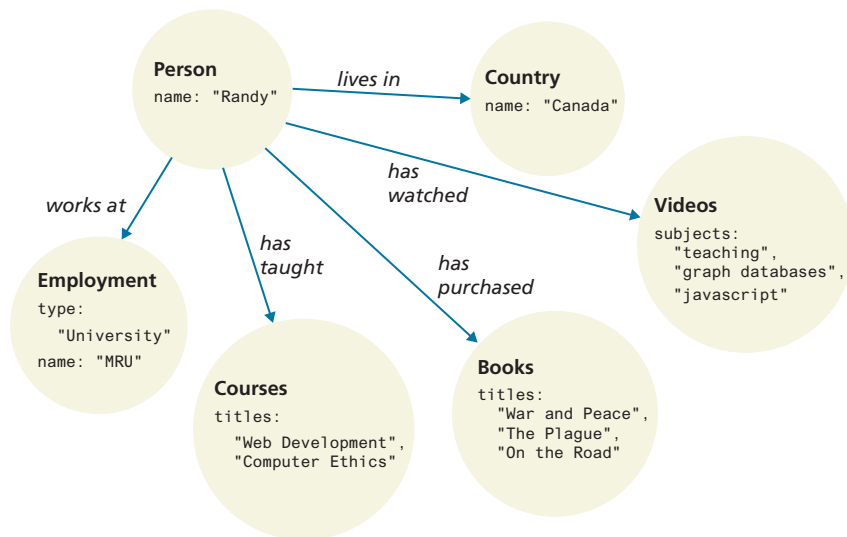 Person
name: "Randy"
lives in
Country
name: "Canada"
has
watched
Videos
subjects:
"teaching",
"graph databases",
"javascript"
works at
Employment
type:
"University"
name: "MRU"
has
taught
Courses
titles:
"Web Development",
"Computer Ethics"
has
purchased
Books
titles:
"War and Peace",
"The Plague",
"On the Road"